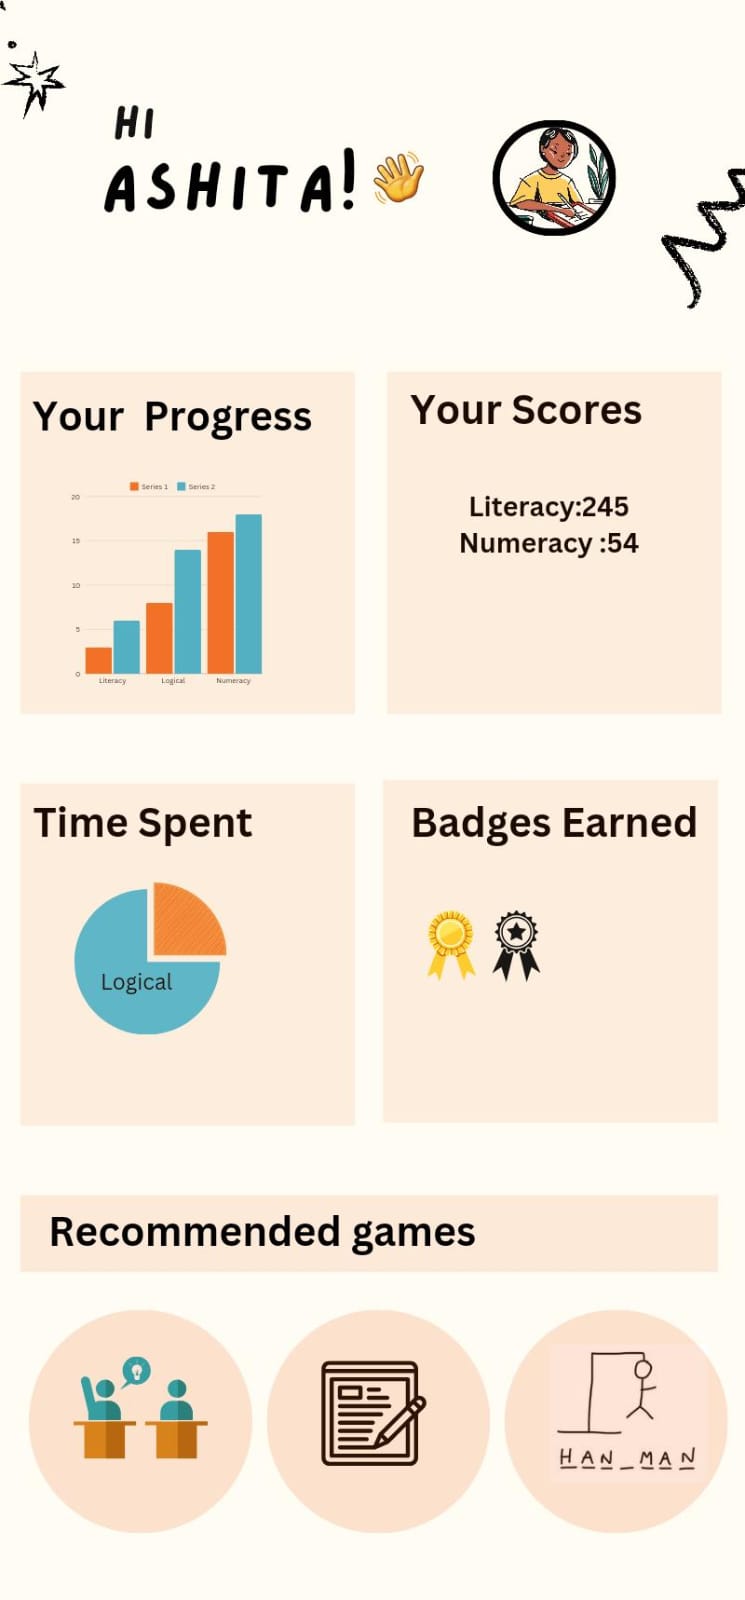 HI
ASHITA!
Your Progress
Series 1 Series 2
20
15
10
5
0
Literacy Logical Numeracy
Your Scores
Literacy:245
Numeracy :54
Time Spent
Logical
Badges Earned
Recommended games
HAN_MAN